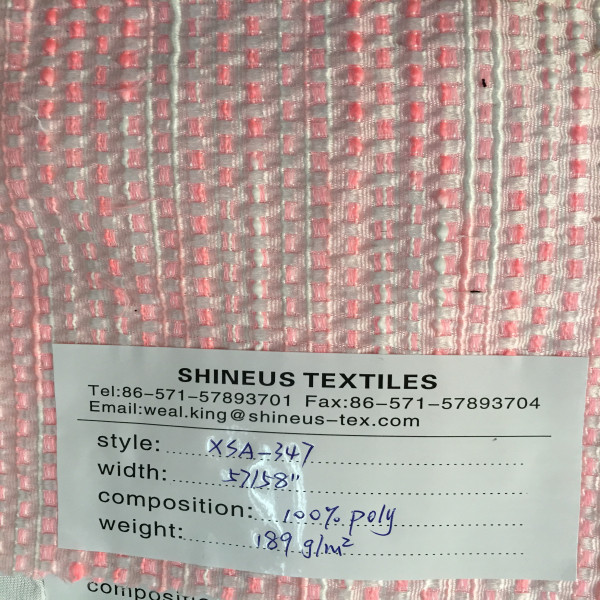 SHINEUS TEXTILES
Tel:86-571-57893701 Fax:86-571-57893704
Email:weal.king@shineus-tex.com
style: XSA-347
width: 57/58"
composition: 100% poly
weight: 189 g/m²
composition: